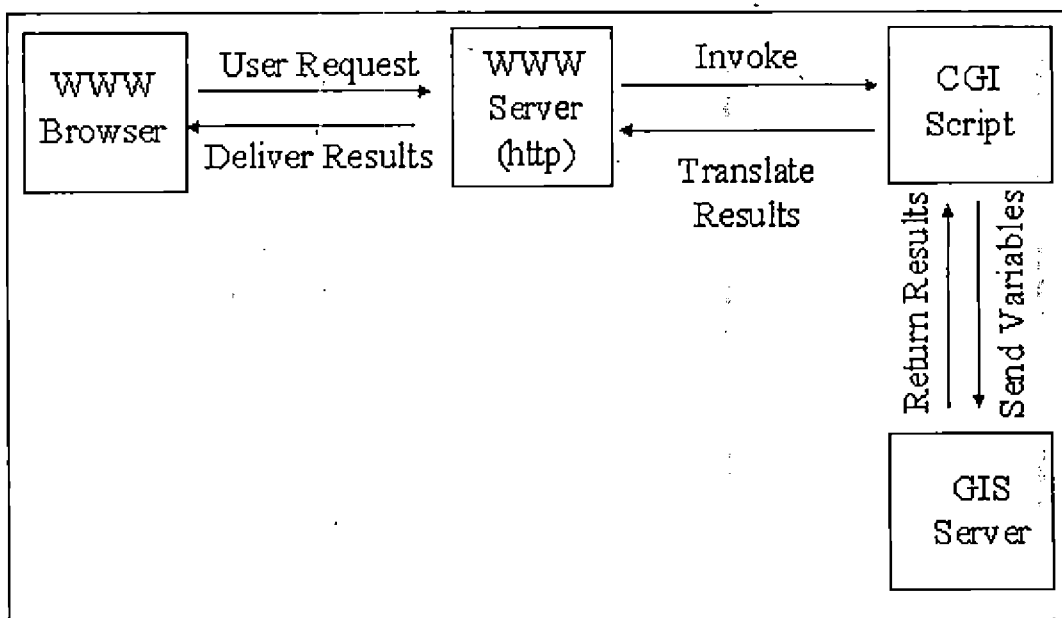 WWW
Browser
User Request
Deliver Results
WWW
Server
(http)
Invoke
Translate
Results
CGI
Script
Return Results
Send Variables
GIS
Server